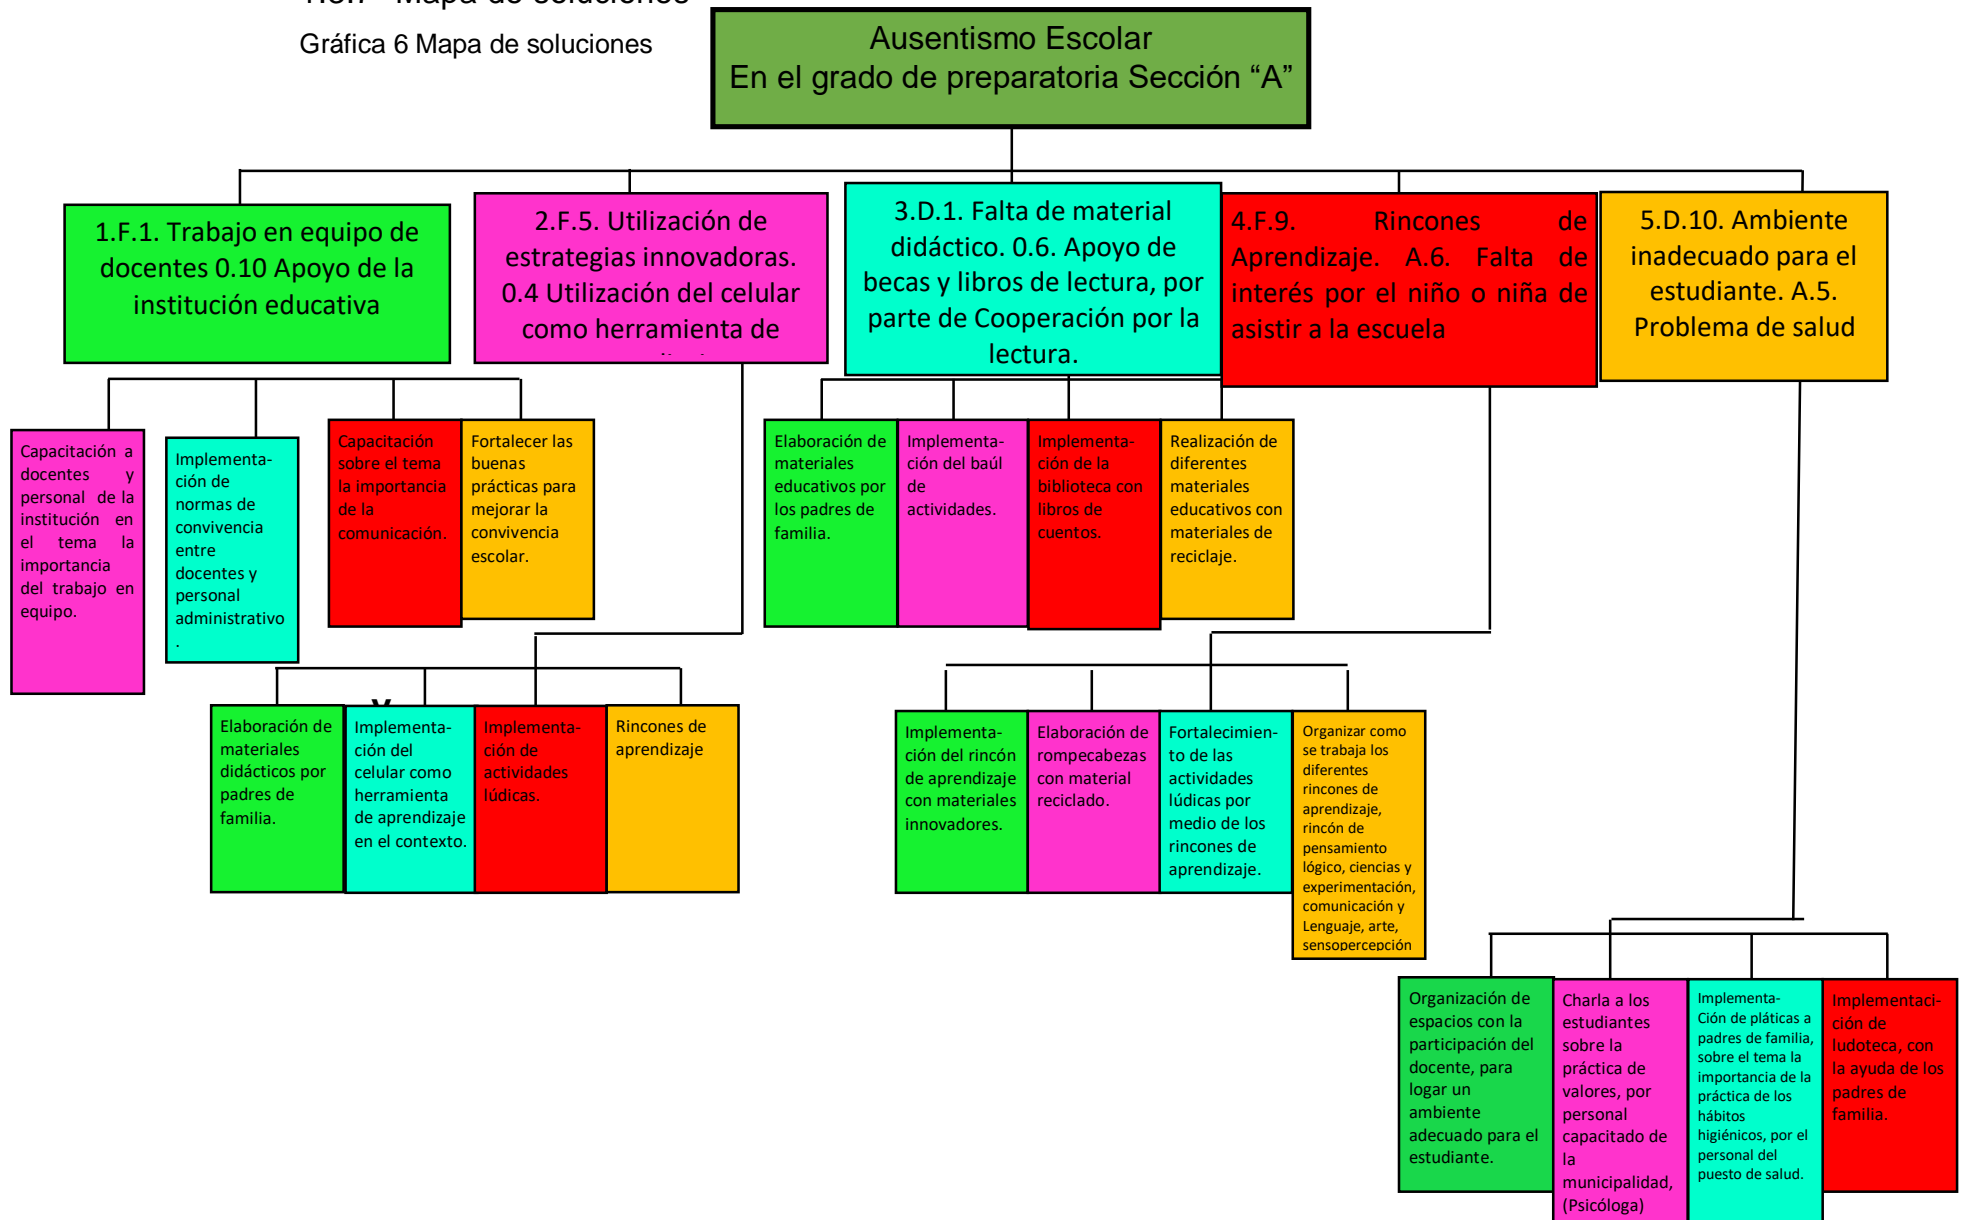 Mapa de soluciones
Gráfica 6 Mapa de soluciones
Ausentismo Escolar
En el grado de preparatoria Sección “A”
1.F.1. Trabajo en equipo de
docentes 0.10 Apoyo de la
institución educativa
2.F.5. Utilización de
estrategias innovadoras.
0.4 Utilización del celular
como herramienta de
3.D.1. Falta de material
didáctico. 0.6. Apoyo de
becas y libros de lectura, por
parte de Cooperación por la
lectura.
4.F.9. Rincones de
Aprendizaje. A.6. Falta de
interés por el niño o niña de
asistir a la escuela
5.D.10. Ambiente
inadecuado para el
estudiante. A.5.
Problema de salud
Capacitación a
docentes y
personal de la
institución en
el tema la
importancia
del trabajo en
equipo.
Implementa-
ción de
normas de
convivencia
entre
docentes y
personal
administrativo
.
Capacitación
sobre el tema
la importancia
de la
comunicación.
Fortalecer las
buenas
prácticas para
mejorar la
convivencia
escolar.
Elaboración de
materiales
educativos por
los padres de
familia.
Implementa-
ción del baúl
de
actividades.
Implementa-
ción de la
biblioteca con
libros de
cuentos.
Realización de
diferentes
materiales
educativos con
materiales de
reciclaje.
Elaboración de
materiales
didácticos por
padres de
familia.
Implementa-
ción del
celular como
herramienta
de aprendizaje
en el contexto.
Implementa-
ción de
actividades
lúdicas.
Rincones de
aprendizaje
Implementa-
ción del rincón
de aprendizaje
con materiales
innovadores.
Elaboración de
rompecabezas
con material
reciclado.
Fortalecimien-
to de las
actividades
lúdicas por
medio de los
rincones de
aprendizaje.
Organizar como
se trabaja los
diferentes
rincones de
aprendizaje,
rincón de
pensamiento
lógico, ciencias y
experimentación,
comunicación y
Lenguaje, arte,
sensopercepción
Organización de
espacios con la
participación del
docente, para
logar un
ambiente
adecuado para el
estudiante.
Charla a los
estudiantes
sobre la
práctica de
valores, por
personal
capacitado de
la
municipalidad,
(Psicóloga)
Implementa-
Ción de pláticas a
padres de familia,
sobre el tema la
importancia de la
práctica de los
hábitos
higiénicos, por el
personal del
puesto de salud.
Implementaci-
ción de
ludoteca, con
la ayuda de los
padres de
familia.